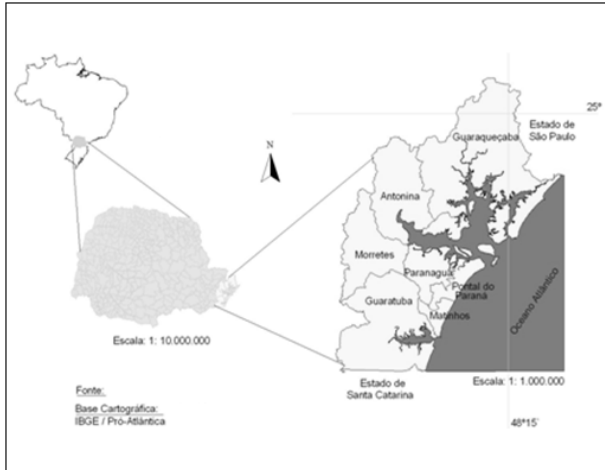 N
25°
Estado de
São Paulo
Guaraqueçaba
Antonina
Morretes
Paranaguá
Pontal do
Paraná
Guaratuba
Matinhos
Oceano Atlântico
Escala: 1: 10.000.000
Escala: 1: 1.000.000
Estado de
Santa Catarina
48°15´
Fonte:
Base Cartográfica:
IBGE / Pró-Atlântica